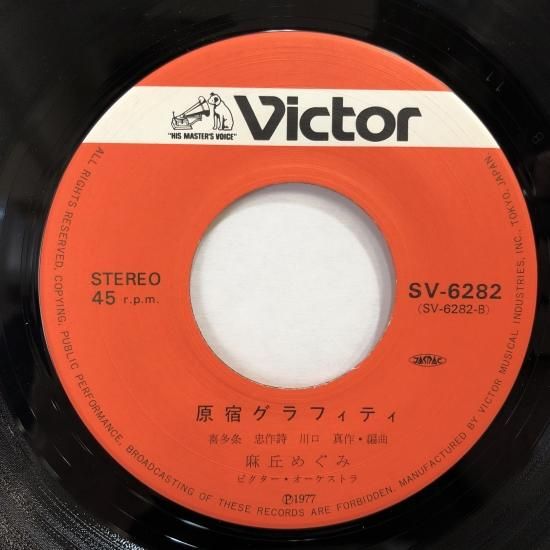 Victor
"HIS MASTER'S VOICE"
STEREO
45 r.p.m.
SV-6282
(SV-6282-B)
JASRAC
原宿グラフィティ
喜多条 忠作詩 川口 真作・編曲
麻丘めぐみ
ビクター・オーケストラ
Ⓟ1977
ALL RIGHTS RESERVED. COPYING, PUBLIC PERFORMANCE, BROADCASTING OF THESE RECORDS ARE FORBIDDEN. MANUFACTURED BY VICTOR MUSICAL INDUSTRIES, INC., TOKYO, JAPAN